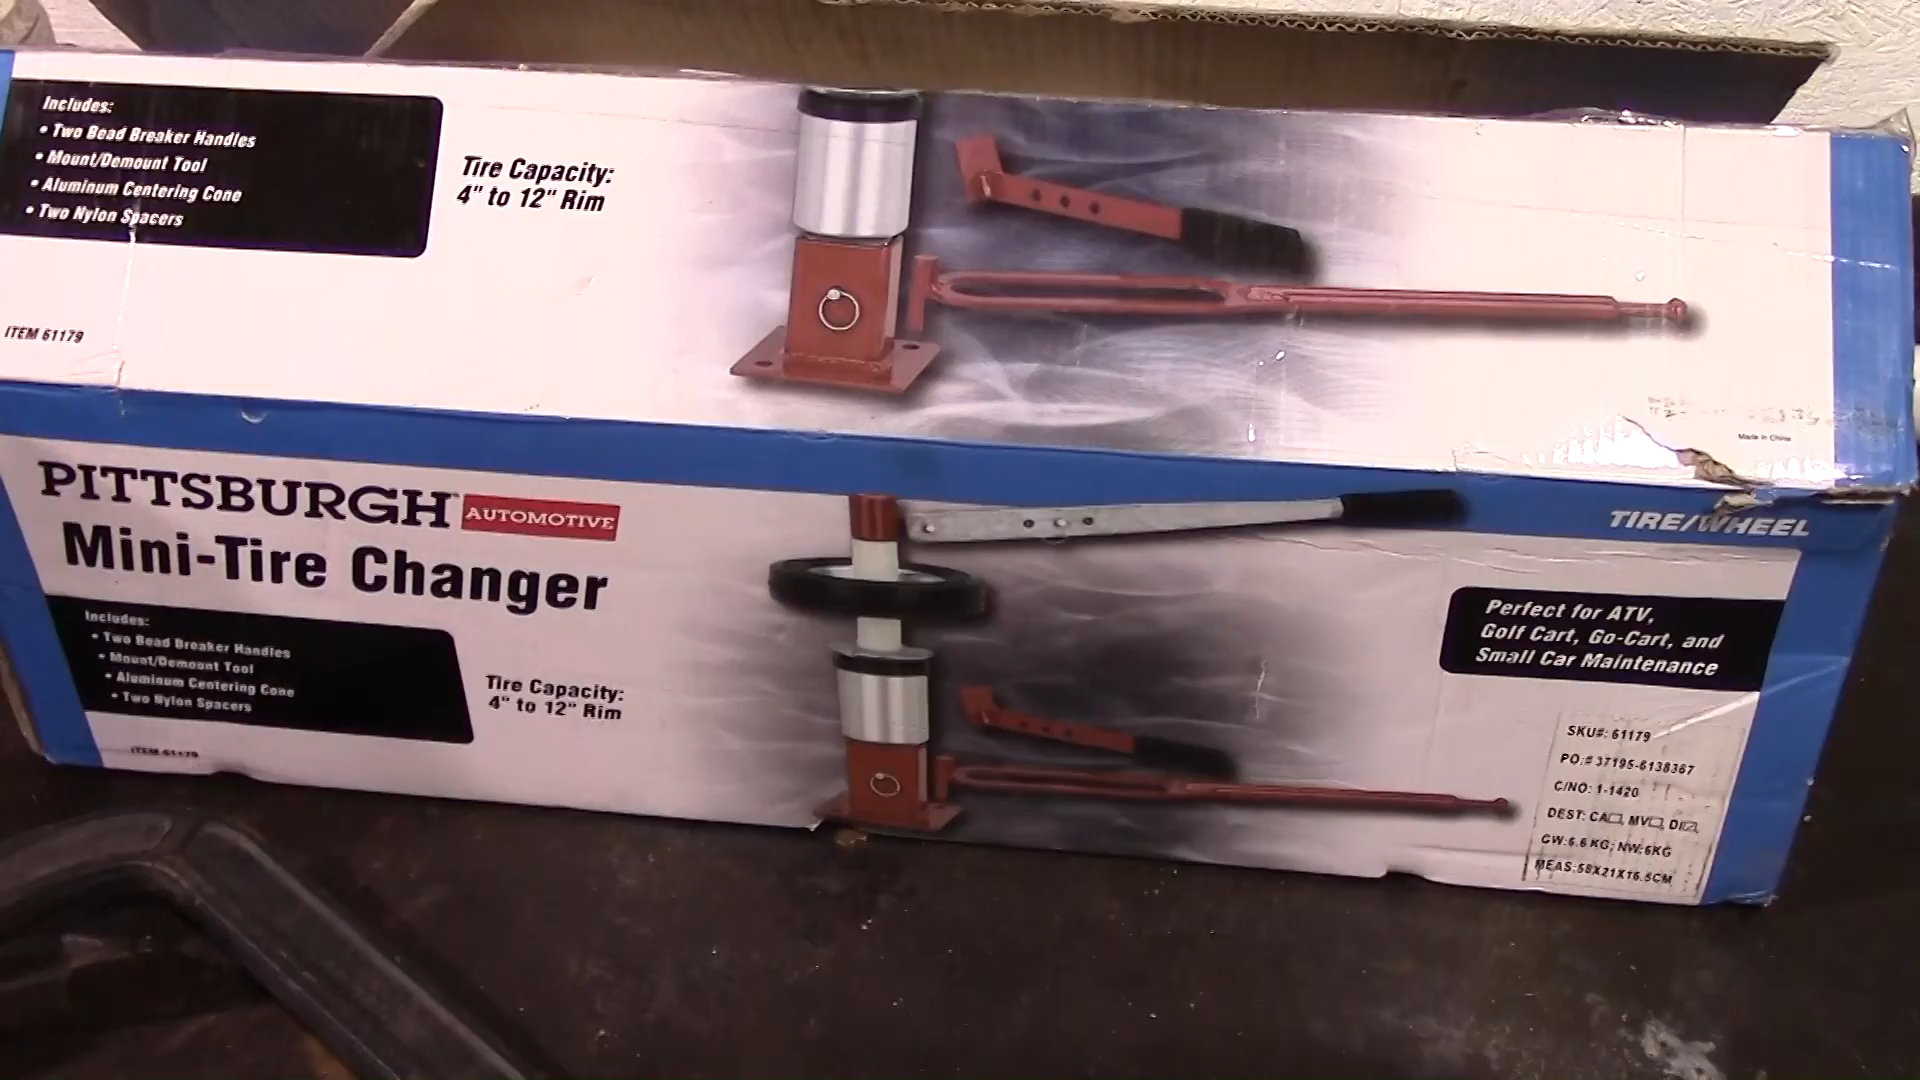 Includes:
• Two Bead Breaker Handles
• Mount/Demount Tool
• Aluminum Centering Cone
• Two Nylon Spacers
Tire Capacity:
4" to 12" Rim
ITEM 61179
Made in China
PITTSBURGH
AUTOMOTIVE
Mini-Tire Changer
TIRE/WHEEL
Includes:
• Two Bead Breaker Handles
• Mount/Demount Tool
• Aluminum Centering Cone
• Two Nylon Spacers
Tire Capacity:
4" to 12" Rim
ITEM 61179
Perfect for ATV,
Golf Cart, Go-Cart, and
Small Car Maintenance
SKU#: 61179
PO:# 37195-6138367
C/NO: 1-1420
DEST: CA☐, MV☐, DI☑
GW:6.6 KG; NW:6KG
MEAS:58X21X16.5CM